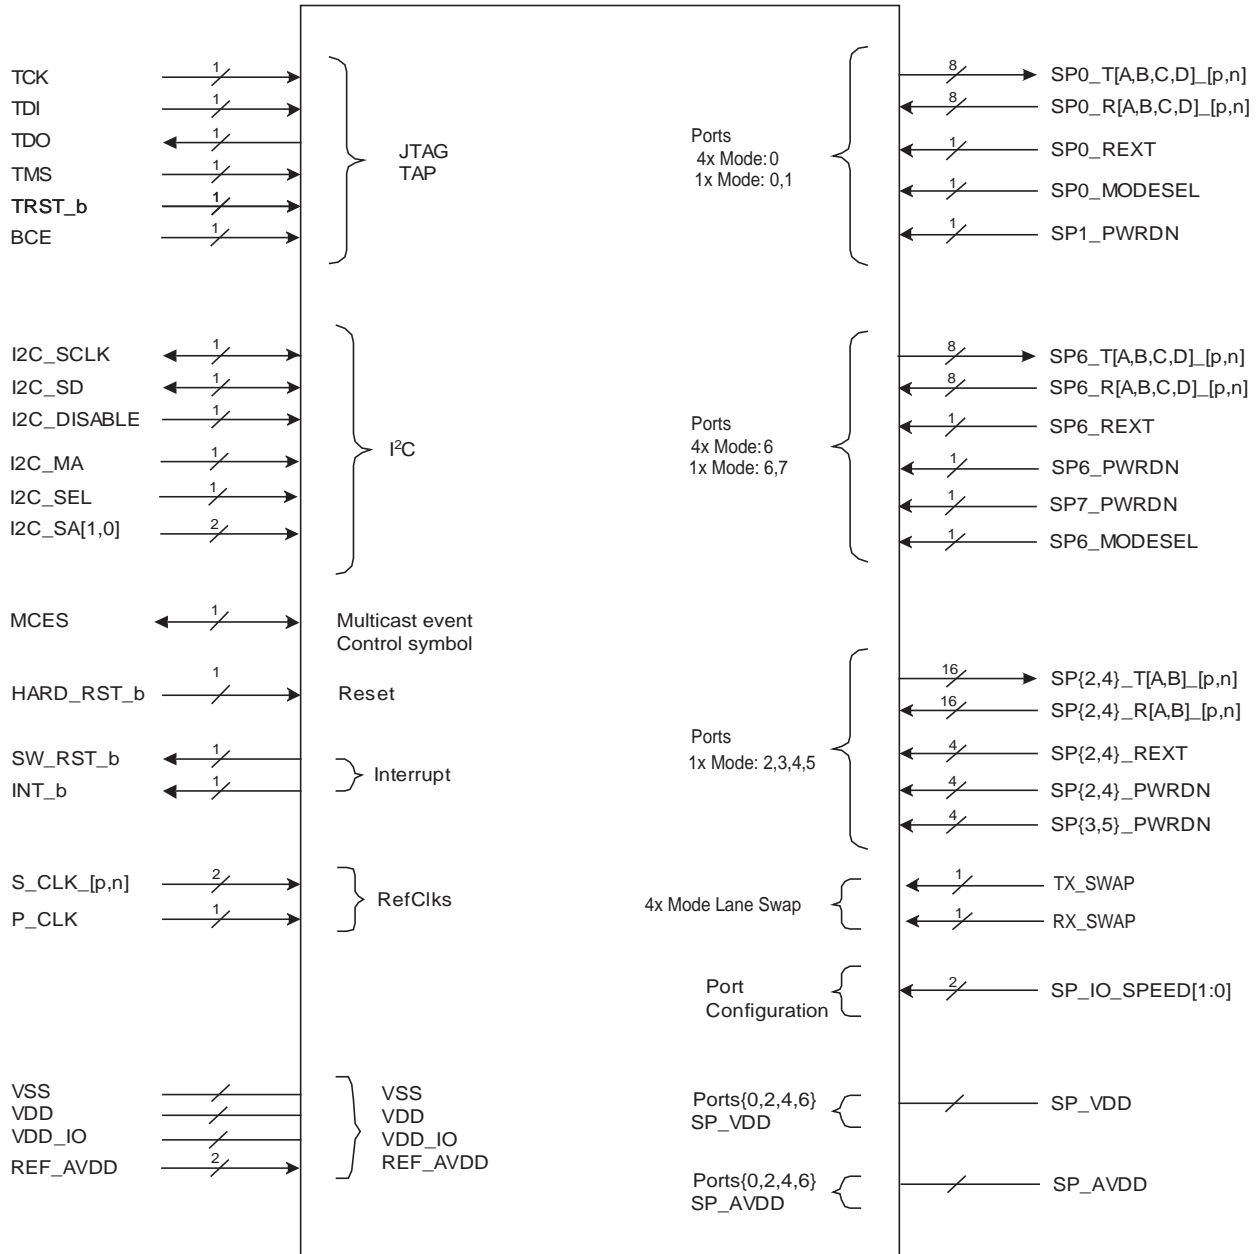 TCK 1
TDI 1
TDO 1
TMS 1
TRST_b 1
BCE 1
JTAG
TAP
I2C_SCLK 1
I2C_SD 1
I2C_DISABLE 1
I2C_MA 1
I2C_SEL 1
I2C_SA[1,0] 2
I²C
MCES 1
Multicast event
Control symbol
HARD_RST_b 1 Reset
SW_RST_b 1
INT_b 1
Interrupt
S_CLK_[p,n] 2
P_CLK 1
RefClks
VSS
VDD
VDD_IO
REF_AVDD 2
VSS
VDD
VDD_IO
REF_AVDD
Ports
4x Mode: 0
1x Mode: 0,1
8 SP0_T[A,B,C,D]_[p,n]
8 SP0_R[A,B,C,D]_[p,n]
1 SP0_REXT
1 SP0_MODESEL
1 SP1_PWRDN
Ports
4x Mode: 6
1x Mode: 6,7
8 SP6_T[A,B,C,D]_[p,n]
8 SP6_R[A,B,C,D]_[p,n]
1 SP6_REXT
1 SP6_PWRDN
1 SP7_PWRDN
1 SP6_MODESEL
Ports
1x Mode: 2,3,4,5
16 SP{2,4}_T[A,B]_[p,n]
16 SP{2,4}_R[A,B]_[p,n]
4 SP{2,4}_REXT
4 SP{2,4}_PWRDN
4 SP{3,5}_PWRDN
4x Mode Lane Swap
1 TX_SWAP
1 RX_SWAP
Port
Configuration
2 SP_IO_SPEED[1:0]
Ports{0,2,4,6}
SP_VDD
SP_VDD
Ports{0,2,4,6}
SP_AVDD
SP_AVDD